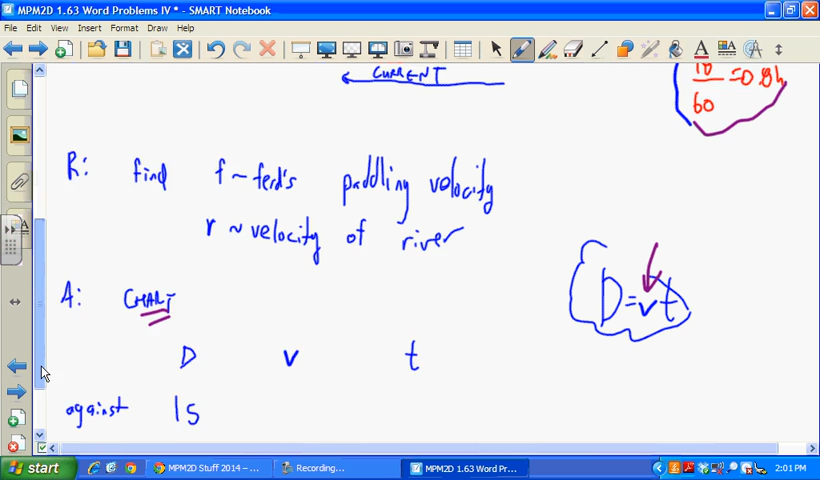 MPM2D 1.63 Word Problems IV * - SMART Notebook
File Edit View Insert Format Draw Help
CURRENT
60
R: find f ~ ferd's paddling velocity
r ~ velocity of river
D = vt
A: CHART
D v t
against 15
start
MPM2D Stuff 2014 - ...
Recording...
MPM2D 1.63 Word Pr...
2:01 PM